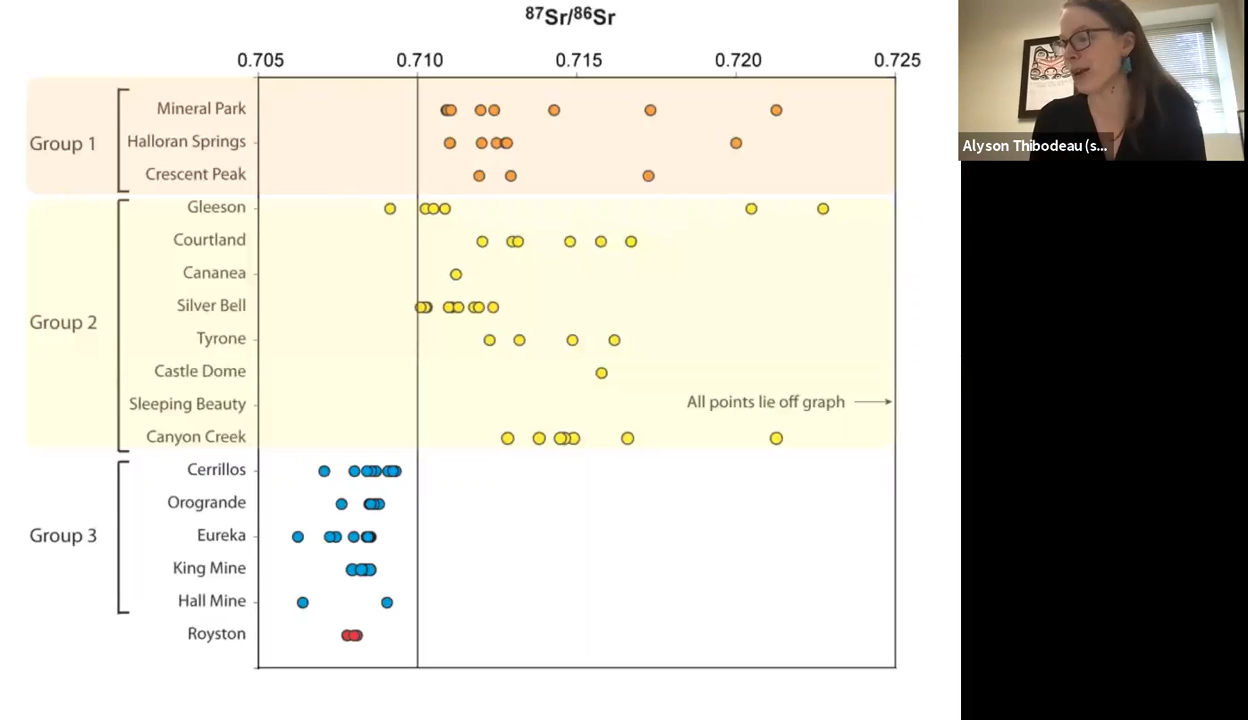 87Sr/86Sr
0.705 0.710 0.715 0.720 0.725
Group 1
Mineral Park
Halloran Springs
Crescent Peak
Group 2
Gleeson
Courtland
Cananea
Silver Bell
Tyrone
Castle Dome
Sleeping Beauty
All points lie off graph
Canyon Creek
Group 3
Cerrillos
Orogrande
Eureka
King Mine
Hall Mine
Royston
Alyson Thibodeau (s...